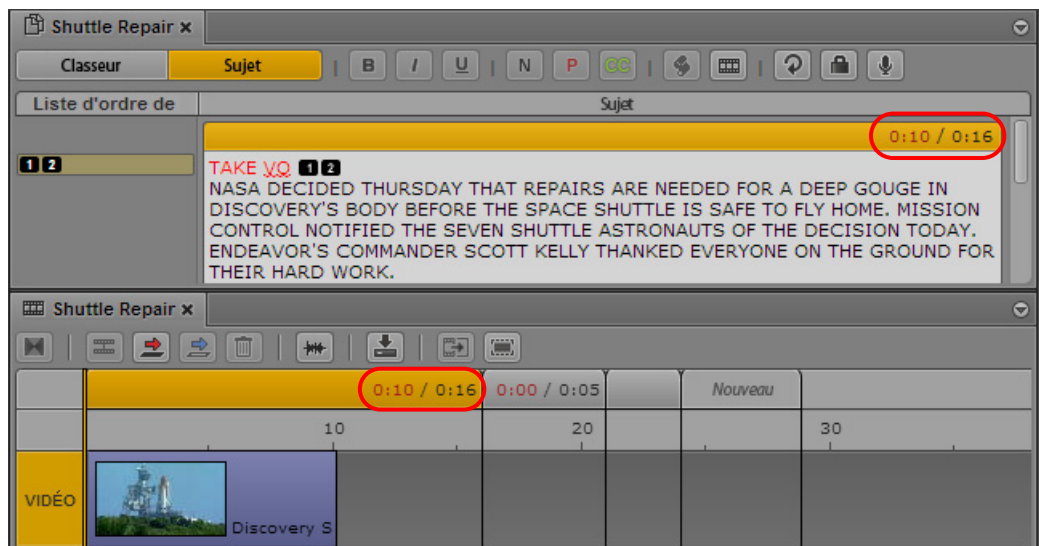 Shuttle Repair x
Classeur Sujet | B I U | N P CC | |
Liste d'ordre de Sujet
0:10 / 0:16
1 2
TAKE VO 1 2
NASA DECIDED THURSDAY THAT REPAIRS ARE NEEDED FOR A DEEP GOUGE IN
DISCOVERY'S BODY BEFORE THE SPACE SHUTTLE IS SAFE TO FLY HOME. MISSION
CONTROL NOTIFIED THE SEVEN SHUTTLE ASTRONAUTS OF THE DECISION TODAY.
ENDEAVOR'S COMMANDER SCOTT KELLY THANKED EVERYONE ON THE GROUND FOR
THEIR HARD WORK.
Shuttle Repair x
0:10 / 0:16 0:00 / 0:05 Nouveau
10 20 30
VIDÉO
Discovery S